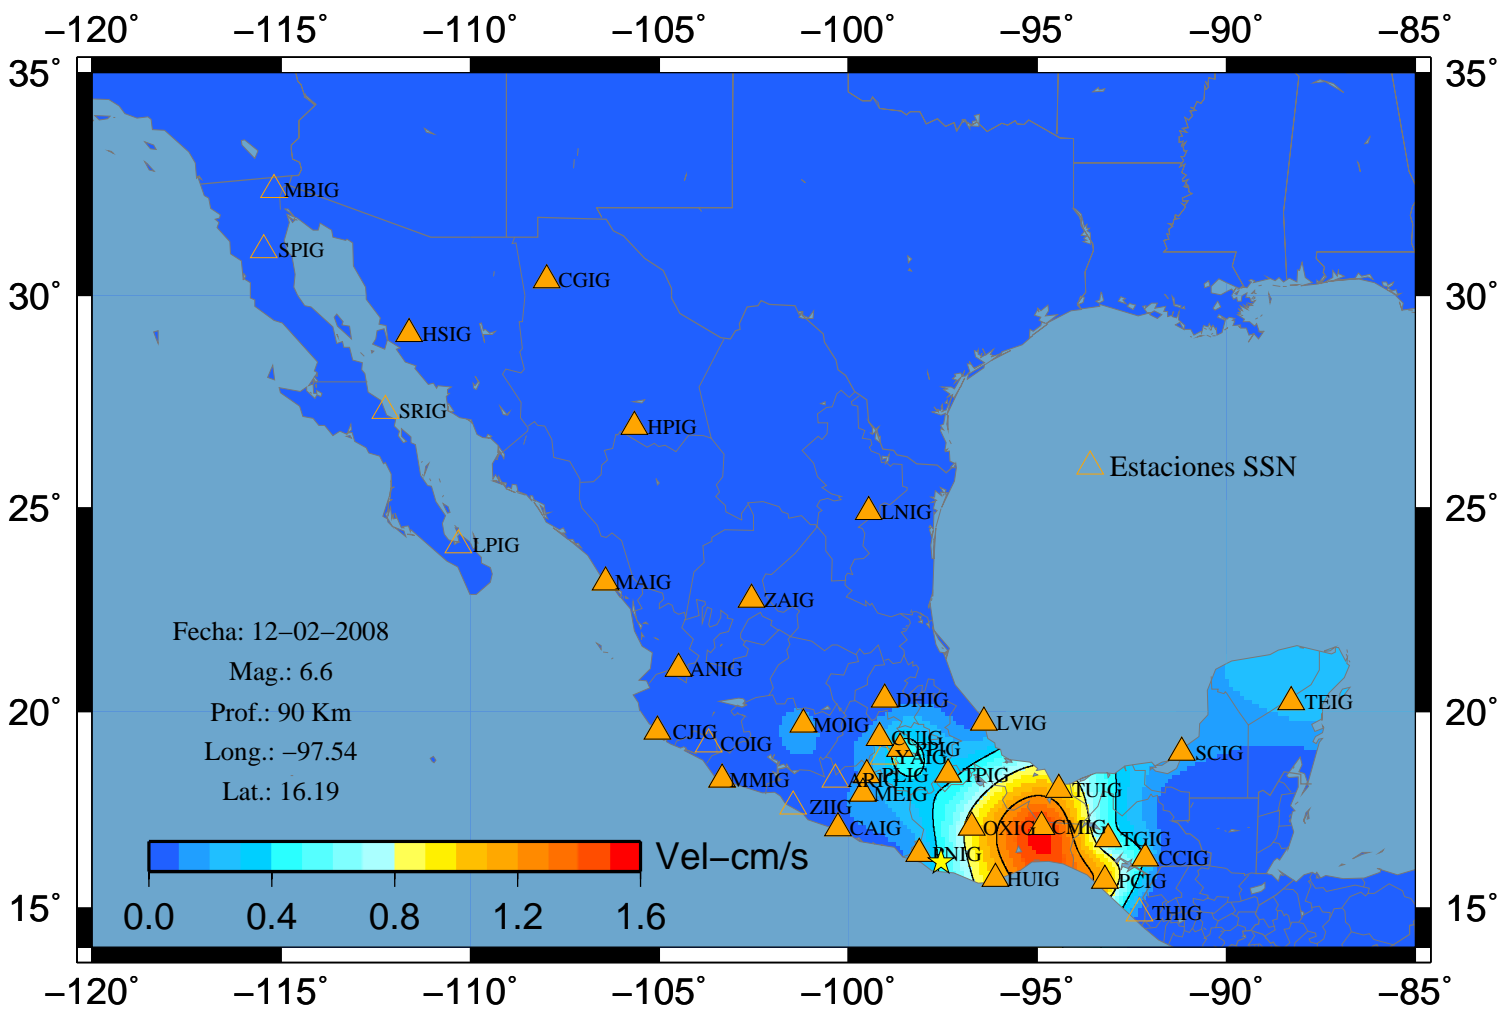 −120° −115° −110° −105° −100° −95° −90° −85°
35° 35°
MBIG
SPIG
CGIG
30° 30°
HSIG
SRIG
HPIG
Estaciones SSN
25° LNIG 25°
LPIG
MAIG
ZAIG
Fecha: 12−02−2008
Mag.: 6.6
ANIG
DHIG
TEIG
20° Prof.: 90 Km 20°
MOIG
LVIG
CJIG
COIG
CUIG
PPIG
SCIG
Long.: −97.54
YAIG
MMIG
ARIG
PLIG
TPIG
Lat.: 16.19
MEIG
TUIG
ZIIG
CAIG
OXIG
CMIG
TGIG
PNIG
Vel−cm/s
CCIG
HUIG
PCIG
15° 15°
THIG
0.0 0.4 0.8 1.2 1.6
−120° −115° −110° −105° −100° −95° −90° −85°